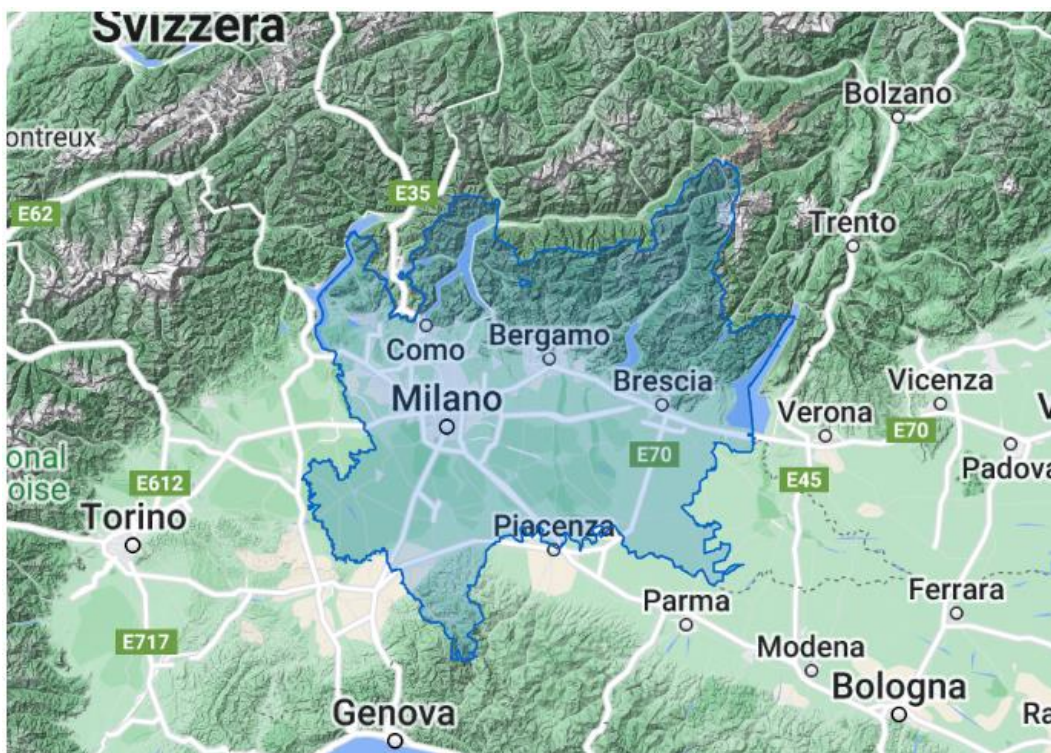 Svizzera
Bolzano
ontreux
E35
E62
Trento
Bergamo
Como
Brescia
Vicenza
Milano
Verona
E70
V
onal
E70
Padova
oise
E612
E45
Torino
Piacenza
Parma
Ferrara
E717
Modena
Bologna
Genova
Ra